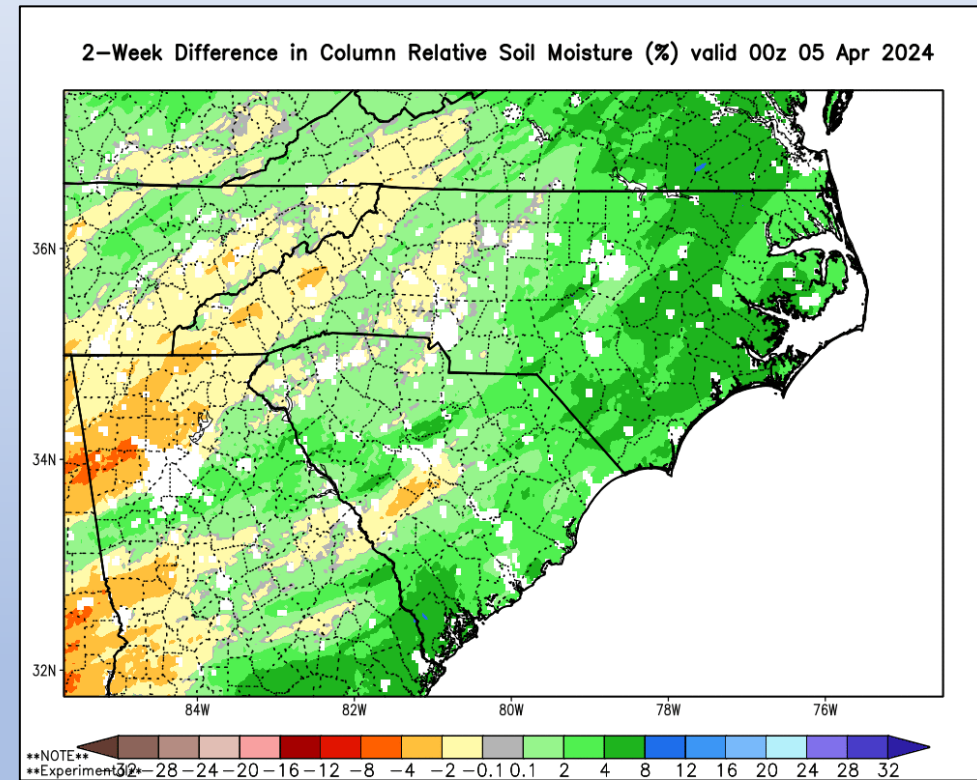 2-Week Difference in Column Relative Soil Moisture (%) valid 00z 05 Apr 2024
36N
34N
32N
84W 82W 80W 78W 76W
**NOTE**
**Experimental** -32 -28 -24 -20 -16 -12 -8 -4 -2 -0.1 0.1 2 4 8 12 16 20 24 28 32